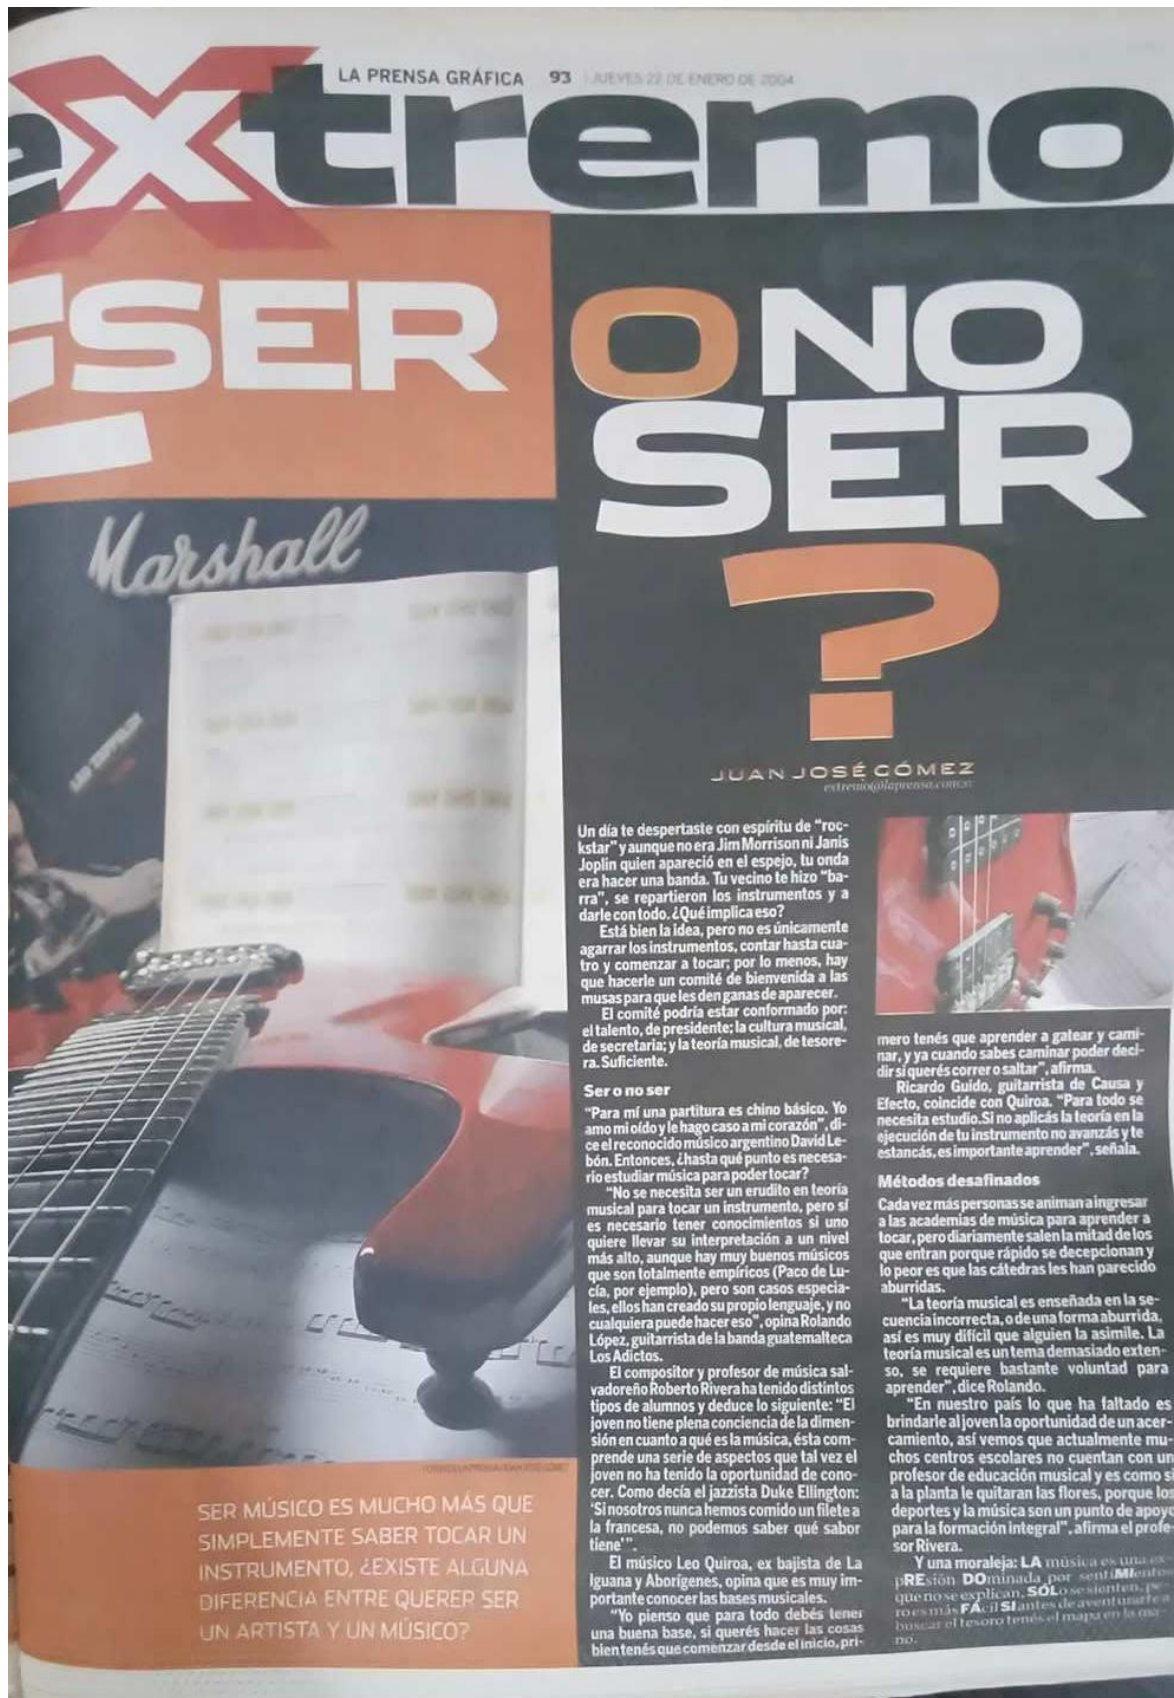 LA PRENSA GRÁFICA 93 JUEVES 22 DE ENERO DE 2004
eXtremo
¿SER
O NO
SER
?
Marshall
LED ZEPPELIN
JUAN JOSÉ GÓMEZ
extremo@laprensa.com.sv
Un día te despertaste con espíritu de “roc-
kstar” y aunque no era Jim Morrison ni Janis
Joplin quien apareció en el espejo, tu onda
era hacer una banda. Tu vecino te hizo “ba-
rra”, se repartieron los instrumentos y a
darle con todo. ¿Qué implica eso?
Está bien la idea, pero no es únicamente
agarrar los instrumentos, contar hasta cua-
tro y comenzar a tocar; por lo menos, hay
que hacerle un comité de bienvenida a las
musas para que les den ganas de aparecer.
El comité podría estar conformado por:
el talento, de presidente; la cultura musical,
de secretaria; y la teoría musical, de tesore-
ra. Suficiente.
Ser o no ser
“Para mí una partitura es chino básico. Yo
amo mi oído y le hago caso a mi corazón”, di-
ce el reconocido músico argentino David Le-
bón. Entonces, ¿hasta qué punto es necesa-
rio estudiar música para poder tocar?
“No se necesita ser un erudito en teoría
musical para tocar un instrumento, pero sí
es necesario tener conocimientos si uno
quiere llevar su interpretación a un nivel
más alto, aunque hay muy buenos músicos
que son totalmente empíricos (Paco de Lu-
cía, por ejemplo), pero son casos especia-
les, ellos han creado su propio lenguaje, y no
cualquiera puede hacer eso”, opina Rolando
López, guitarrista de la banda guatemalteca
Los Adictos.
El compositor y profesor de música sal-
vadoreño Roberto Rivera ha tenido distintos
tipos de alumnos y deduce lo siguiente: “El
joven no tiene plena conciencia de la dimen-
sión en cuanto a qué es la música, ésta com-
prende una serie de aspectos que tal vez el
joven no ha tenido la oportunidad de cono-
cer. Como decía el jazzista Duke Ellington:
‘Si nosotros nunca hemos comido un filete a
la francesa, no podemos saber qué sabor
tiene’”.
El músico Leo Quiroa, ex bajista de La
Iguana y Aborígenes, opina que es muy im-
portante conocer las bases musicales.
“Yo pienso que para todo debés tener
una buena base, si querés hacer las cosas
bien tenés que comenzar desde el inicio, pri-
mero tenés que aprender a gatear y cami-
nar, y ya cuando sabes caminar poder deci-
dir si querés correr o saltar”, afirma.
Ricardo Guido, guitarrista de Causa y
Efecto, coincide con Quiroa. “Para todo se
necesita estudio. Si no aplicás la teoría en la
ejecución de tu instrumento no avanzás y te
estancás, es importante aprender”, señala.
Métodos desafinados
Cada vez más personas se animan a ingresar
a las academias de música para aprender a
tocar, pero diariamente salen la mitad de los
que entran porque rápido se decepcionan y
lo peor es que las cátedras les han parecido
aburridas.
“La teoría musical es enseñada en la se-
cuencia incorrecta, o de una forma aburrida,
así es muy difícil que alguien la asimile. La
teoría musical es un tema demasiado exten-
so, se requiere bastante voluntad para
aprender”, dice Rolando.
“En nuestro país lo que ha faltado es
brindarle al joven la oportunidad de un acer-
camiento, así vemos que actualmente mu-
chos centros escolares no cuentan con un
profesor de educación musical y es como si
a la planta le quitaran las flores, porque los
deportes y la música son un punto de apoyo
para la formación integral”, afirma el profe-
sor Rivera.
Y una moraleja: LA música es una ex-
pREsión DOminada por sentiMIentos
que no se explican, SÓLo se sienten, pe-
ro es más FÁcil SI antes de aventurarte a
buscar el tesoro tenés el mapa en la ma-
no.
SER MÚSICO ES MUCHO MÁS QUE
SIMPLEMENTE SABER TOCAR UN
INSTRUMENTO, ¿EXISTE ALGUNA
DIFERENCIA ENTRE QUERER SER
UN ARTISTA Y UN MÚSICO?